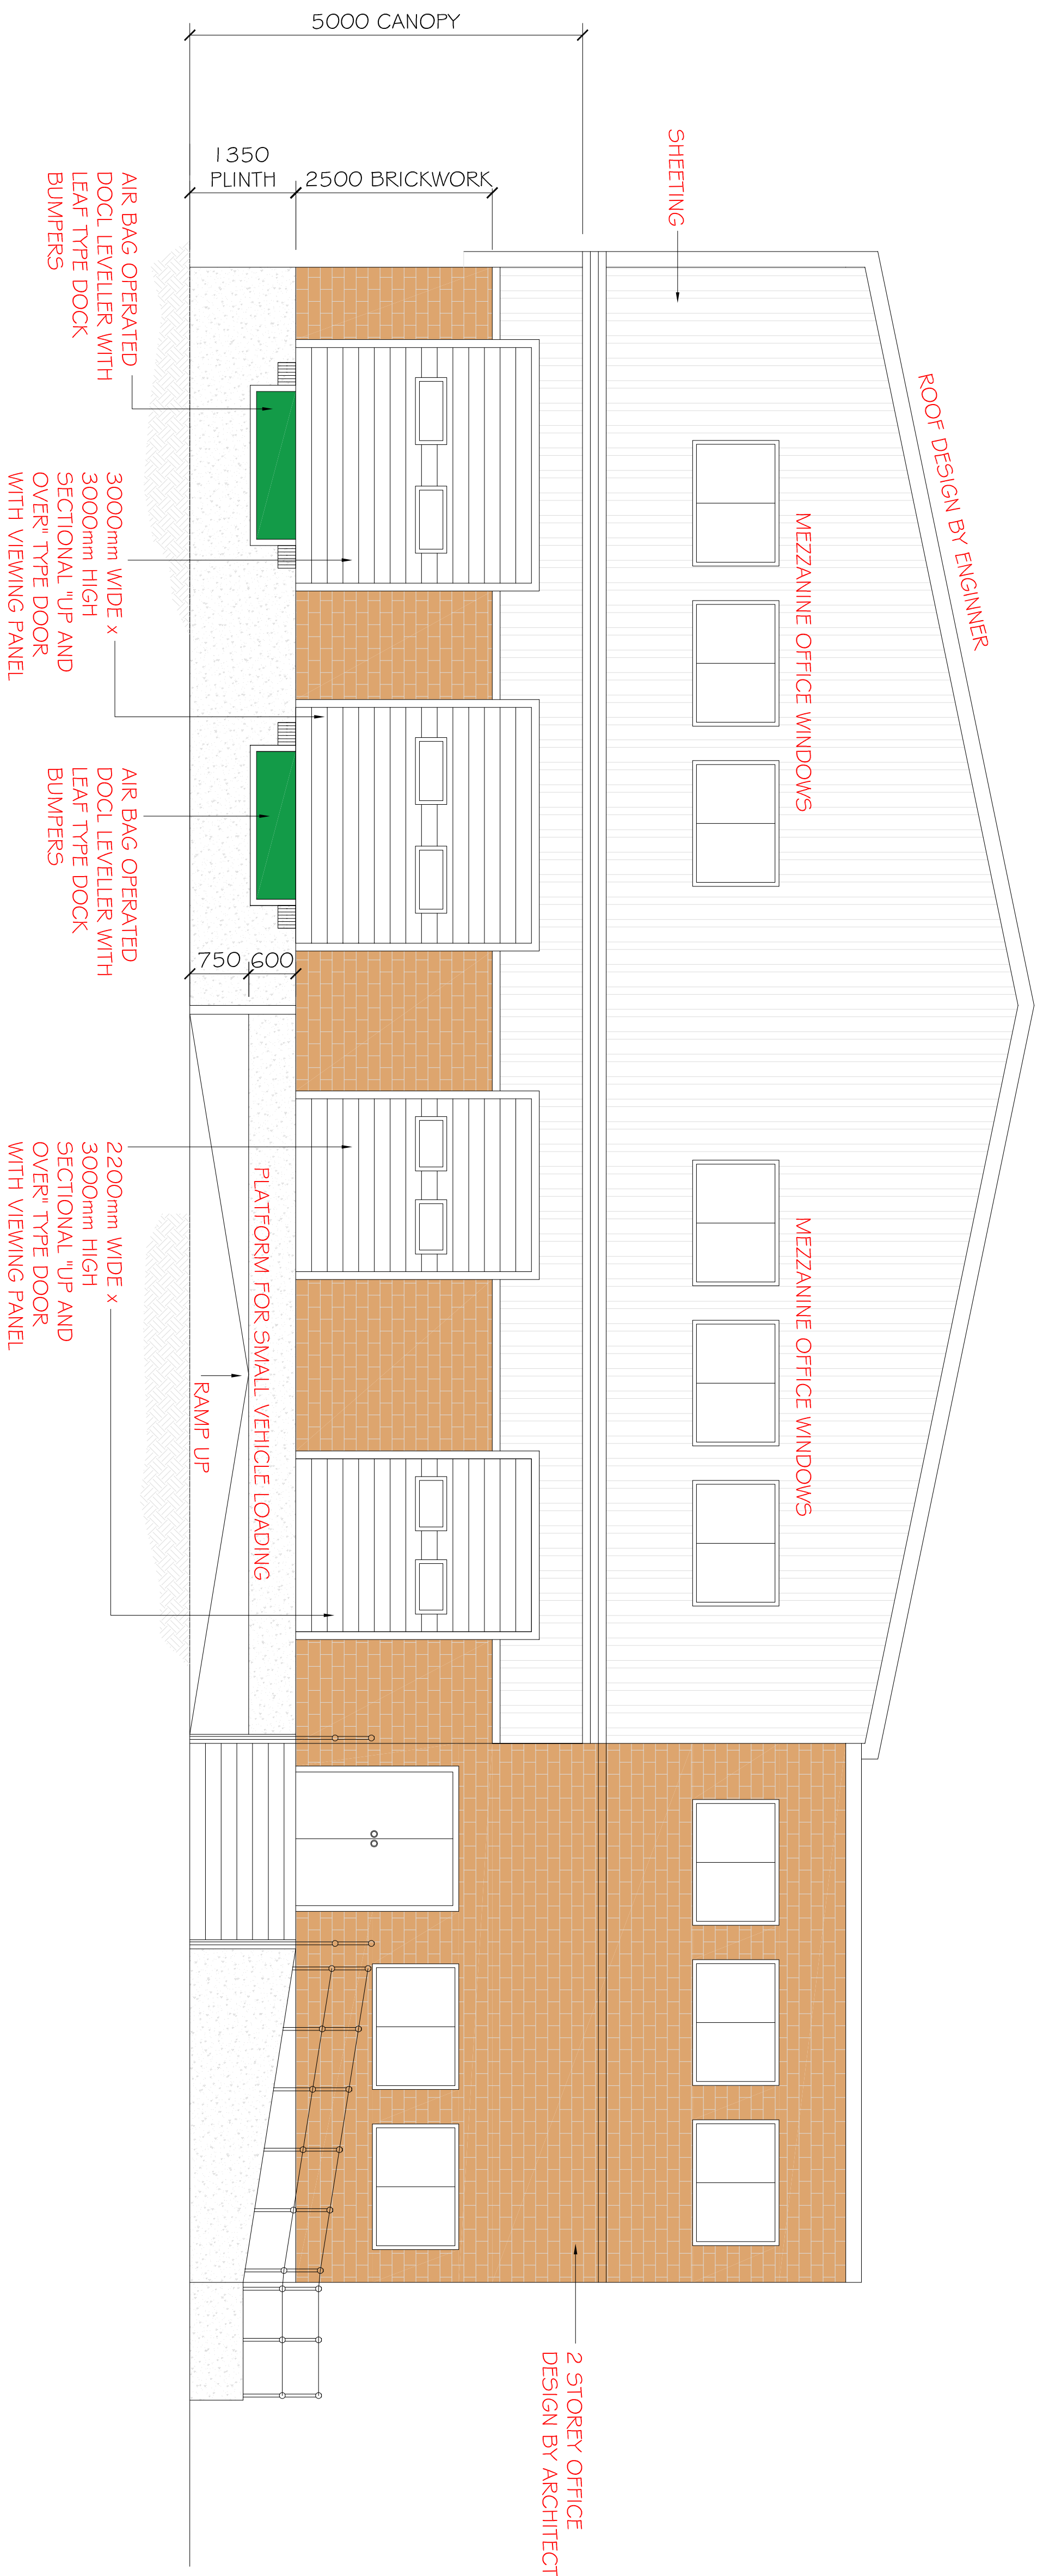 ROOF DESIGN BY ENGINNER
SHEETING
MEZZANINE OFFICE WINDOWS
MEZZANINE OFFICE WINDOWS
5000 CANOPY
2500 BRICKWORK
1350
PLINTH
2 STOREY OFFICE
DESIGN BY ARCHITECT
750
600
PLATFORM FOR SMALL VEHICLE LOADING
RAMP UP
AIR BAG OPERATED
DOCL LEVELLER WITH
LEAF TYPE DOCK
BUMPERS
3000mm WIDE x
3000mm HIGH
SECTIONAL "UP AND
OVER" TYPE DOOR
WITH VIEWING PANEL
AIR BAG OPERATED
DOCL LEVELLER WITH
LEAF TYPE DOCK
BUMPERS
2200mm WIDE x
3000mm HIGH
SECTIONAL "UP AND
OVER" TYPE DOOR
WITH VIEWING PANEL